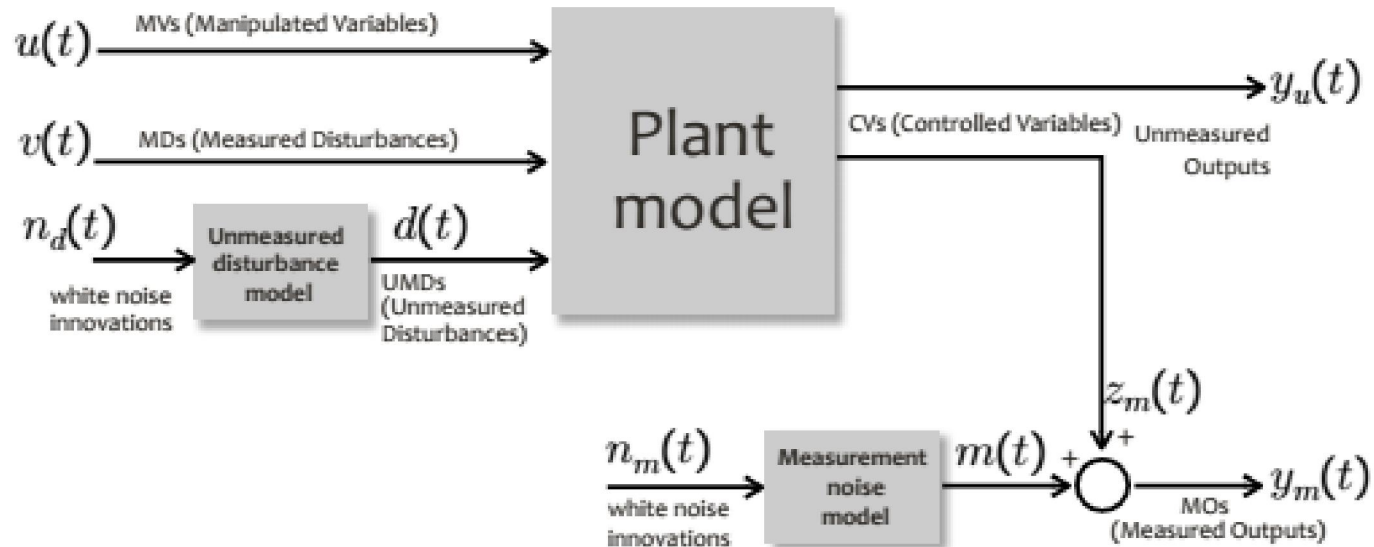 u(t)
MVs (Manipulated Variables)
v(t)
MDs (Measured Disturbances)
n_d(t)
white noise
innovations
Unmeasured
disturbance
model
d(t)
UMDs
(Unmeasured
Disturbances)
Plant
model
y_u(t)
CVs (Controlled Variables)
Unmeasured
Outputs
z_m(t)
+
n_m(t)
white noise
innovations
Measurement
noise
model
m(t)
+
y_m(t)
MOs
(Measured Outputs)